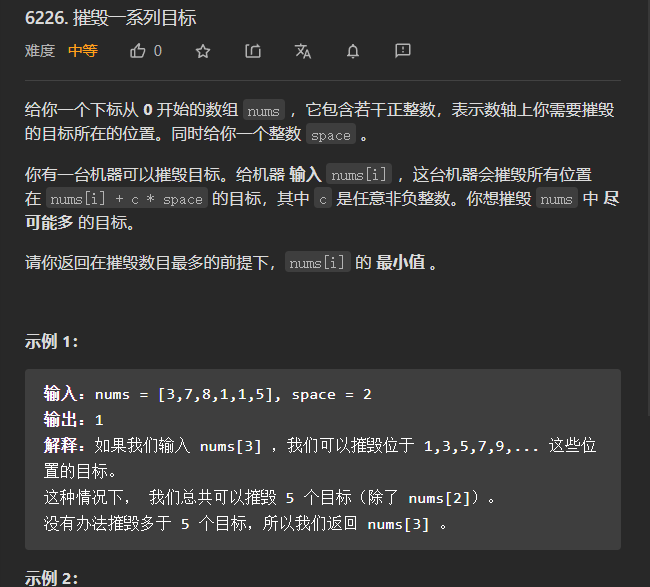 6226. 摧毁一系列目标
难度 中等 0
给你一个下标从 0 开始的数组 nums ，它包含若干正整数，表示数轴上你需要摧毁
的目标所在的位置。同时给你一个整数 space 。
你有一台机器可以摧毁目标。给机器 输入 nums[i] ，这台机器会摧毁所有位置
在 nums[i] + c * space 的目标，其中 c 是任意非负整数。你想摧毁 nums 中 尽
可能多 的目标。
请你返回在摧毁数目最多的前提下，nums[i] 的 最小值 。
示例 1：
输入：nums = [3,7,8,1,1,5], space = 2
输出：1
解释：如果我们输入 nums[3] ，我们可以摧毁位于 1,3,5,7,9,... 这些位
置的目标。
这种情况下， 我们总共可以摧毁 5 个目标（除了 nums[2]）。
没有办法摧毁多于 5 个目标，所以我们返回 nums[3] 。
示例 2：